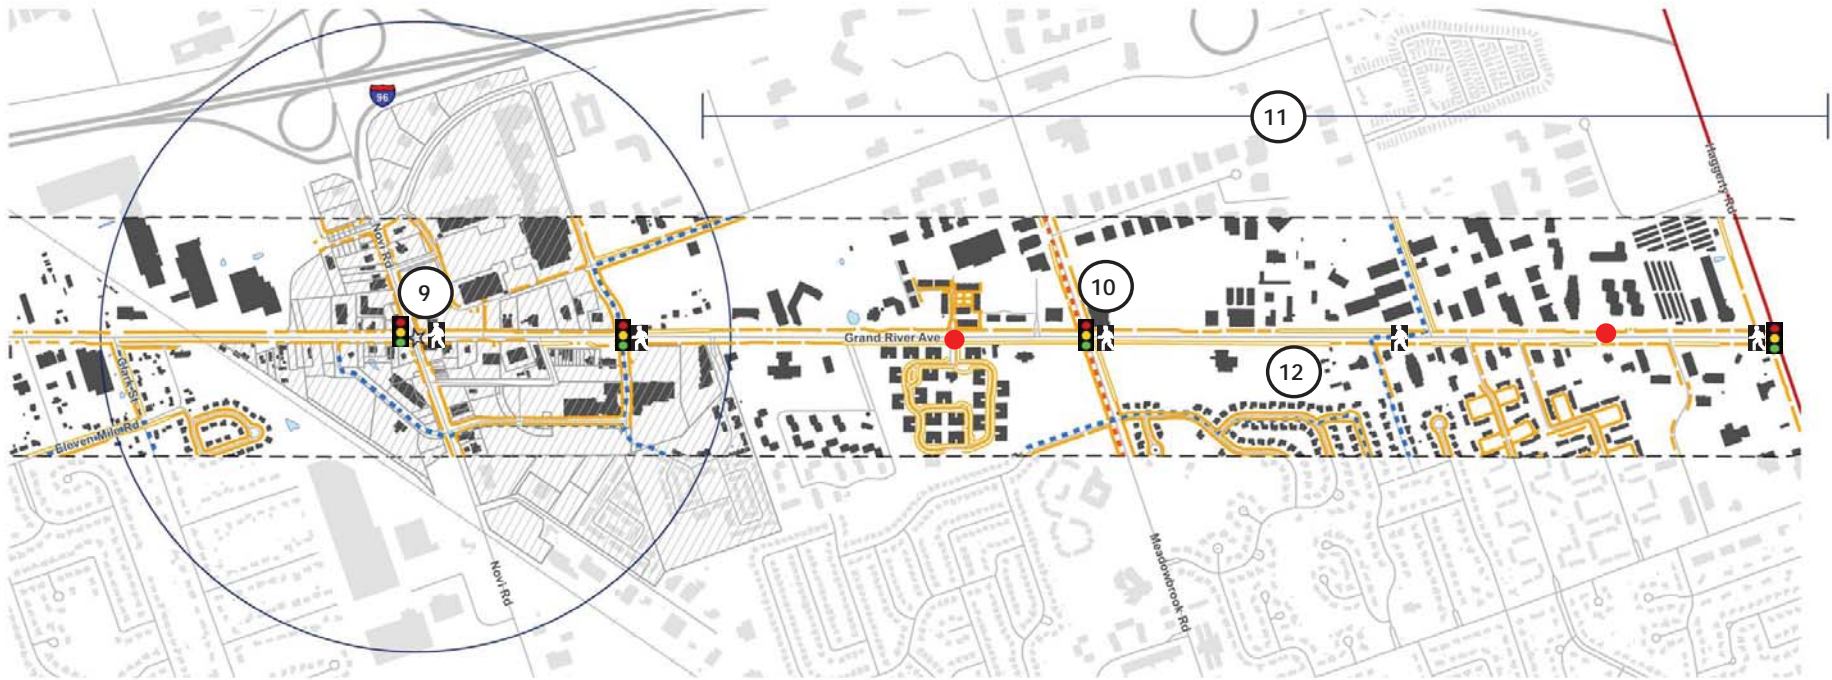 96
11
Haggerty Rd
Novi Rd
9
10
Grand River Ave
12
Clark St
Eleven Mile Rd
Novi Rd
Meadowbrook Rd